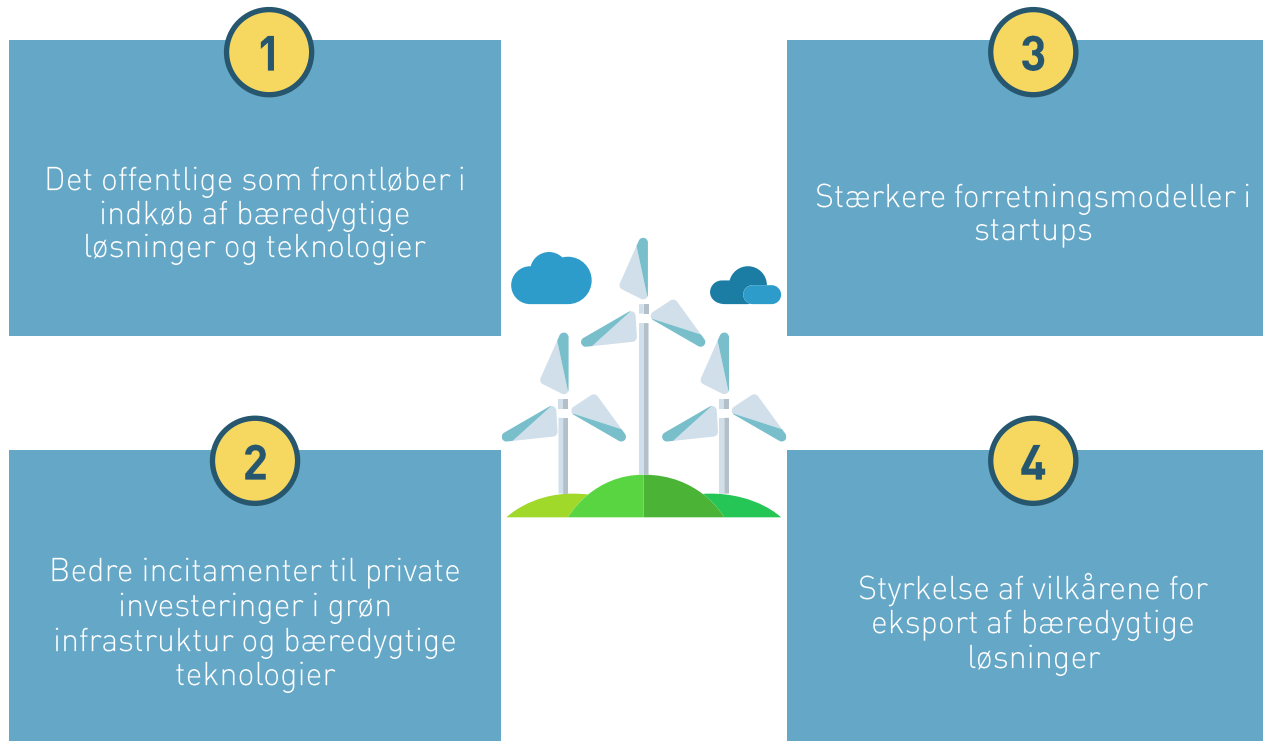 1
Det offentlige som frontløber i
indkøb af bæredygtige
løsninger og teknologier
2
Bedre incitamenter til private
investeringer i grøn
infrastruktur og bæredygtige
teknologier
3
Stærkere forretningsmodeller i
startups
4
Styrkelse af vilkårene for
eksport af bæredygtige
løsninger